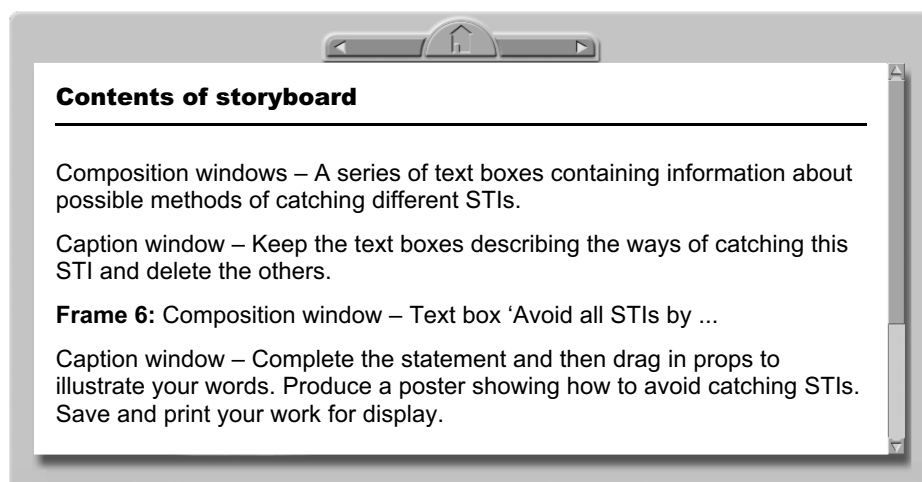 Contents of storyboard
Composition windows – A series of text boxes containing information about
possible methods of catching different STIs.
Caption window – Keep the text boxes describing the ways of catching this
STI and delete the others.
Frame 6: Composition window – Text box ‘Avoid all STIs by ...
Caption window – Complete the statement and then drag in props to
illustrate your words. Produce a poster showing how to avoid catching STIs.
Save and print your work for display.